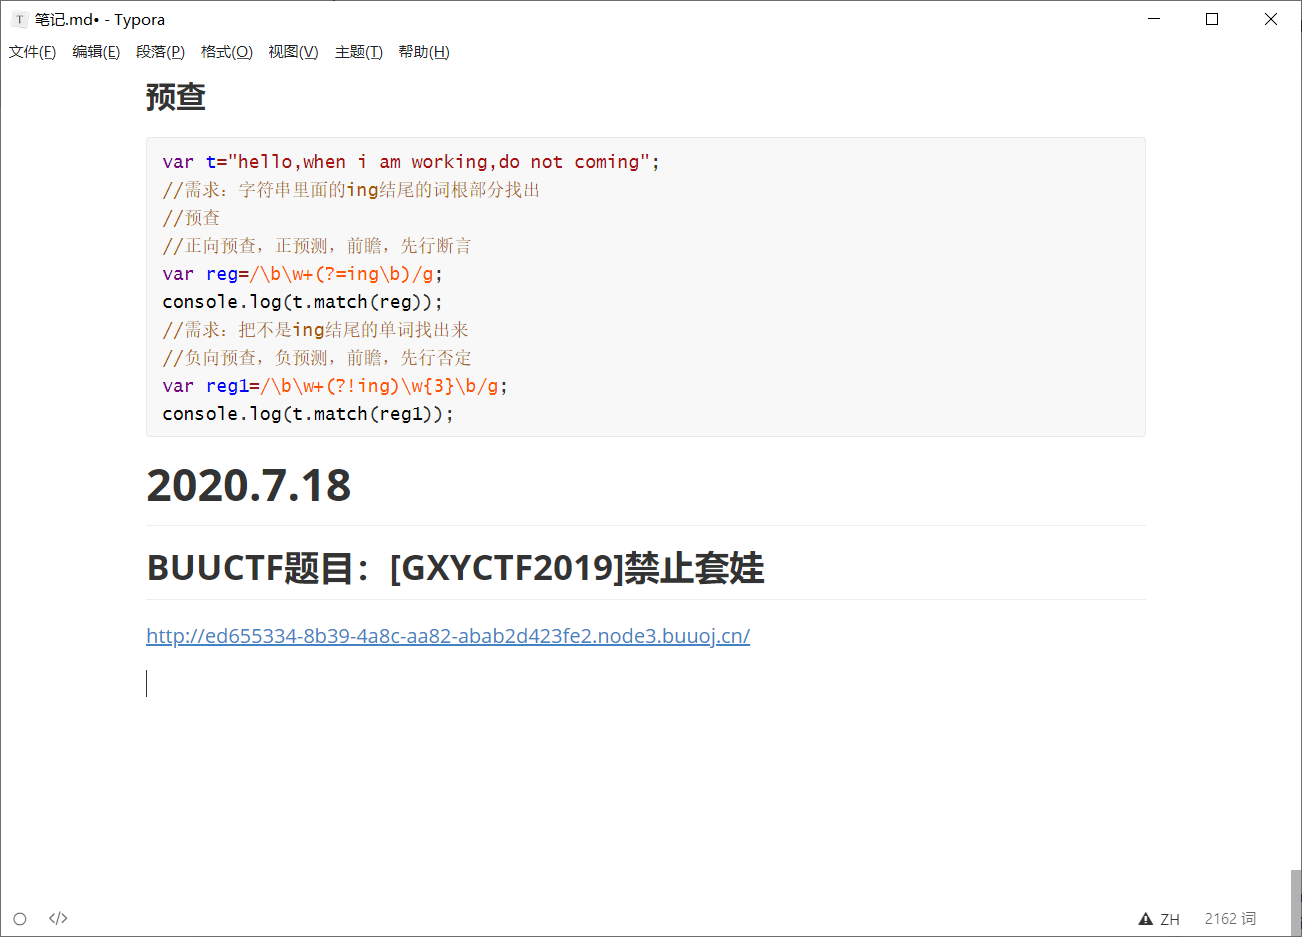 T 笔记.md• - Typora
文件(F) 编辑(E) 段落(P) 格式(O) 视图(V) 主题(T) 帮助(H)
预查
var t="hello,when i am working,do not coming";
//需求：字符串里面的ing结尾的词根部分找出
//预查
//正向预查，正预测，前瞻，先行断言
var reg=/\b\w+(?=ing\b)/g;
console.log(t.match(reg));
//需求：把不是ing结尾的单词找出来
//负向预查，负预测，前瞻，先行否定
var reg1=/\b\w+(?!ing)\w{3}\b/g;
console.log(t.match(reg1));
2020.7.18
BUUCTF题目：[GXYCTF2019]禁止套娃
http://ed655334-8b39-4a8c-aa82-abab2d423fe2.node3.buuoj.cn/
</> ZH 2162 词